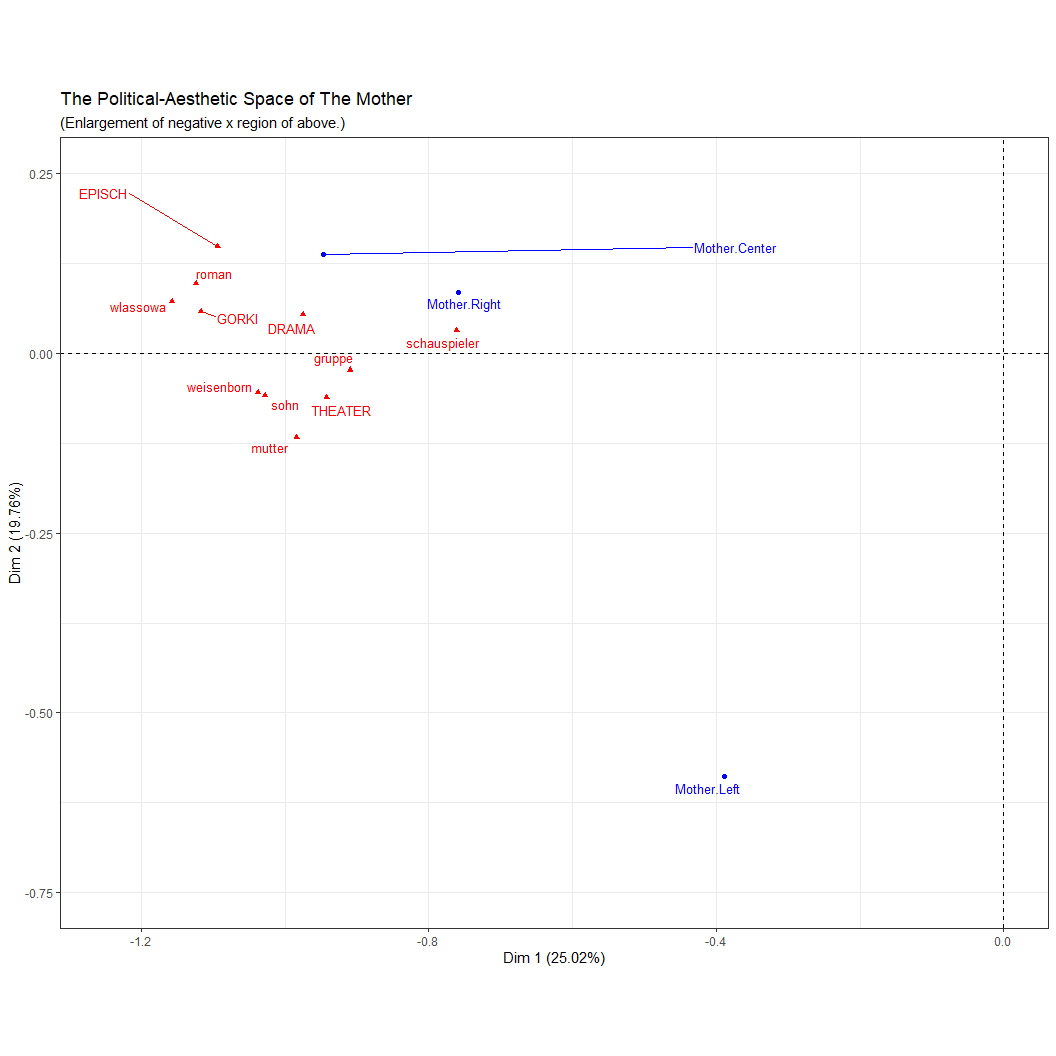 The Political-Aesthetic Space of The Mother
(Enlargement of negative x region of above.)
0.25
EPISCH
Mother.Center
roman
Mother.Right
wlassowa
GORKI
DRAMA
schauspieler
0.00
gruppe
weisenborn
sohn
THEATER
mutter
Dim 2 (19.76%)
-0.25
-0.50
Mother.Left
-0.75
-1.2
-0.8
-0.4
0.0
Dim 1 (25.02%)